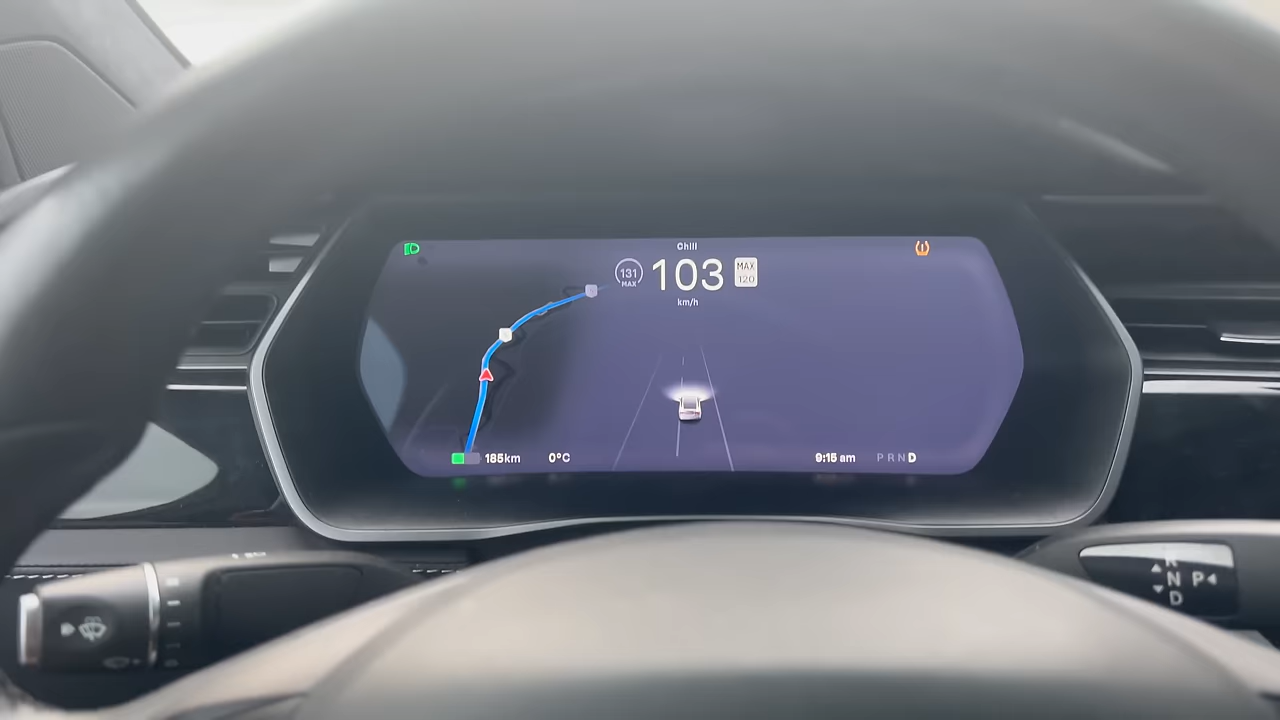 Chill
131
MAX
103
MAX
120
km/h
185km
0°C
9:15 am
P R N D
N
P
D